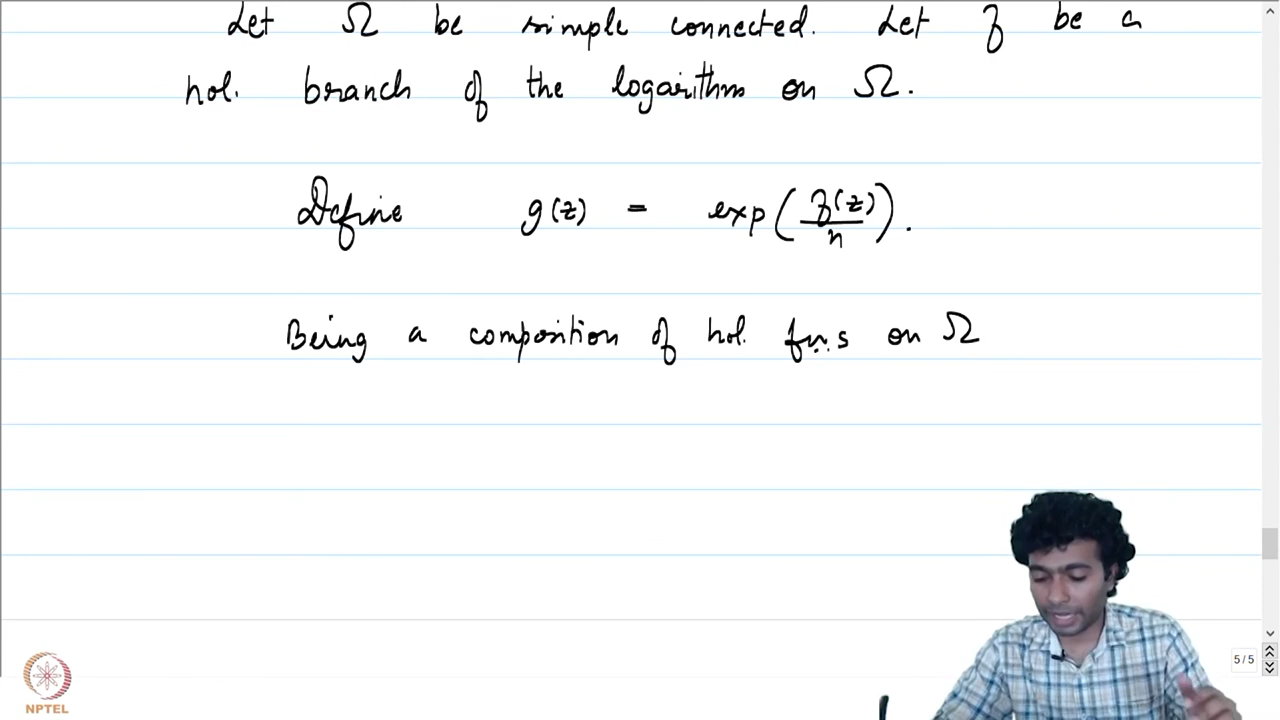 Let Ω be simple connected. Let f be a
hol. branch of the logarithm on Ω.
Define g(z) = exp(f(z)/n).
Being a composition of hol. fn.s on Ω
5/5
NPTEL